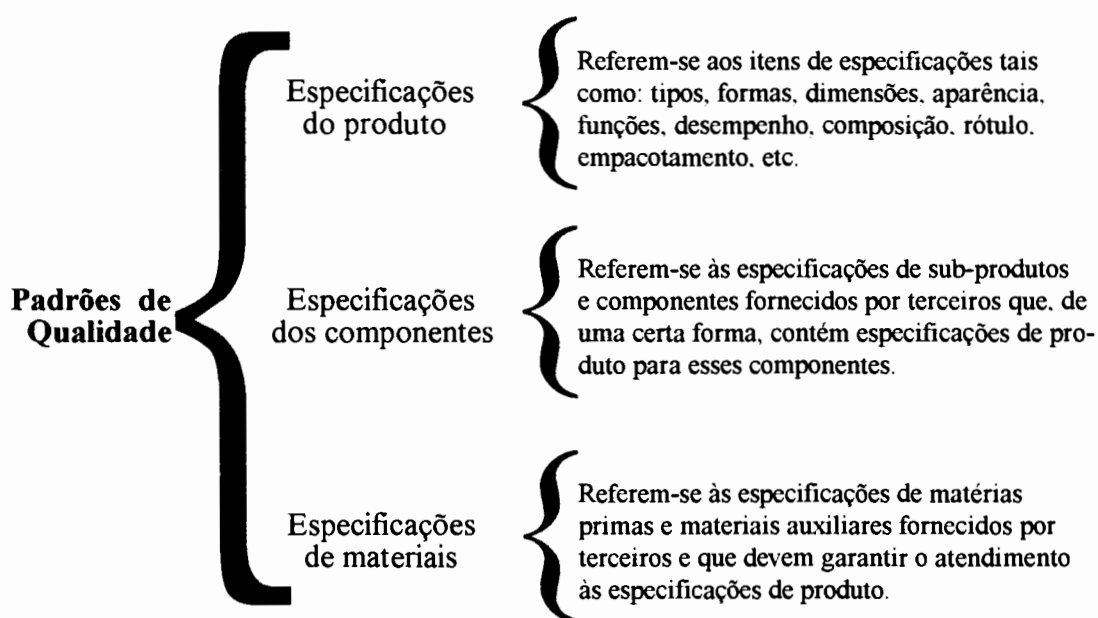 Padrões de
Qualidade
Especificações
do produto
Referem-se aos itens de especificações tais
como: tipos, formas, dimensões, aparência,
funções, desempenho, composição, rótulo,
empacotamento, etc.
Especificações
dos componentes
Referem-se às especificações de sub-produtos
e componentes fornecidos por terceiros que, de
uma certa forma, contém especificações de pro-
duto para esses componentes.
Especificações
de materiais
Referem-se às especificações de matérias
primas e materiais auxiliares fornecidos por
terceiros e que devem garantir o atendimento
às especificações de produto.